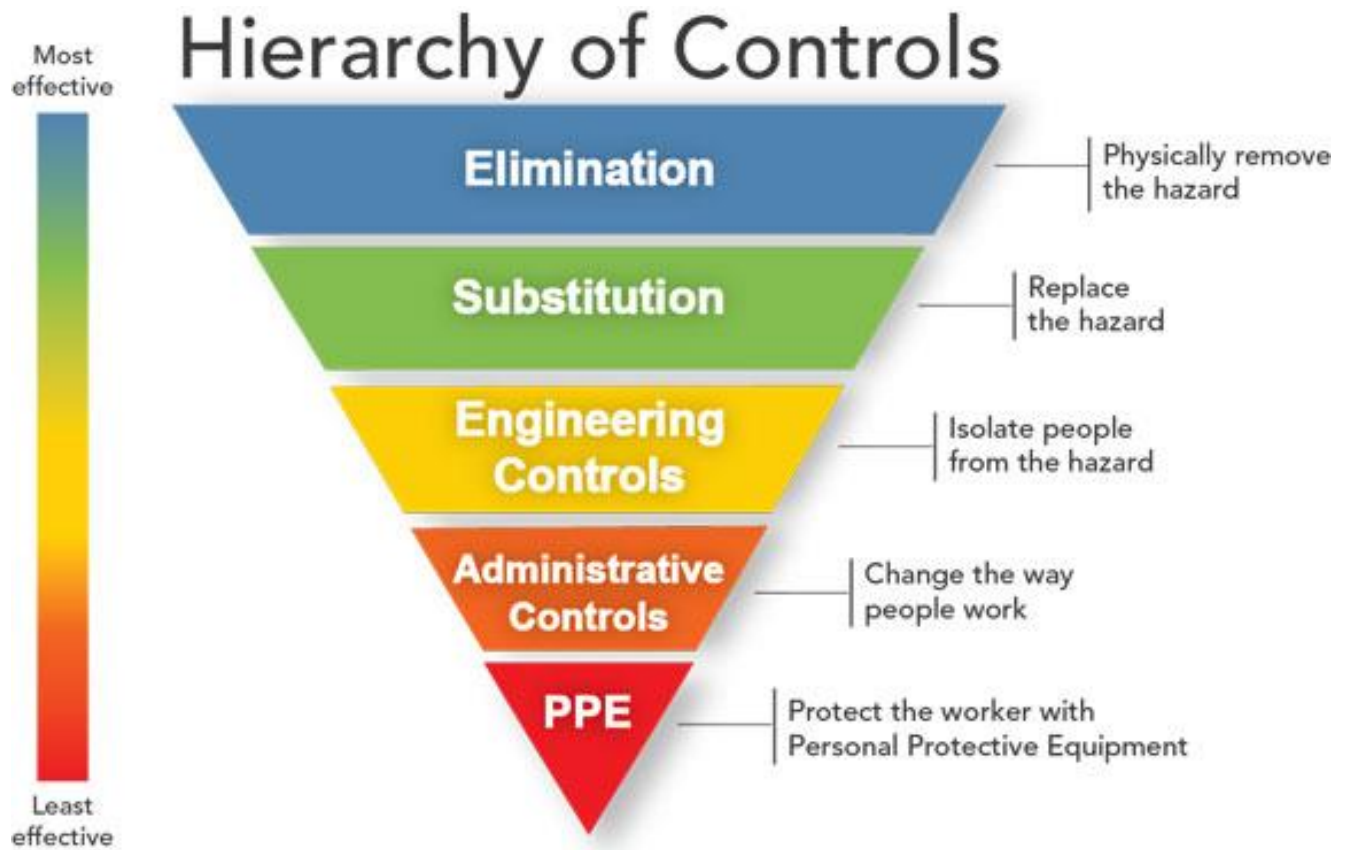 Hierarchy of Controls
Most
effective
Elimination
Physically remove
the hazard
Substitution
Replace
the hazard
Engineering
Controls
Isolate people
from the hazard
Administrative
Controls
Change the way
people work
PPE
Protect the worker with
Personal Protective Equipment
Least
effective